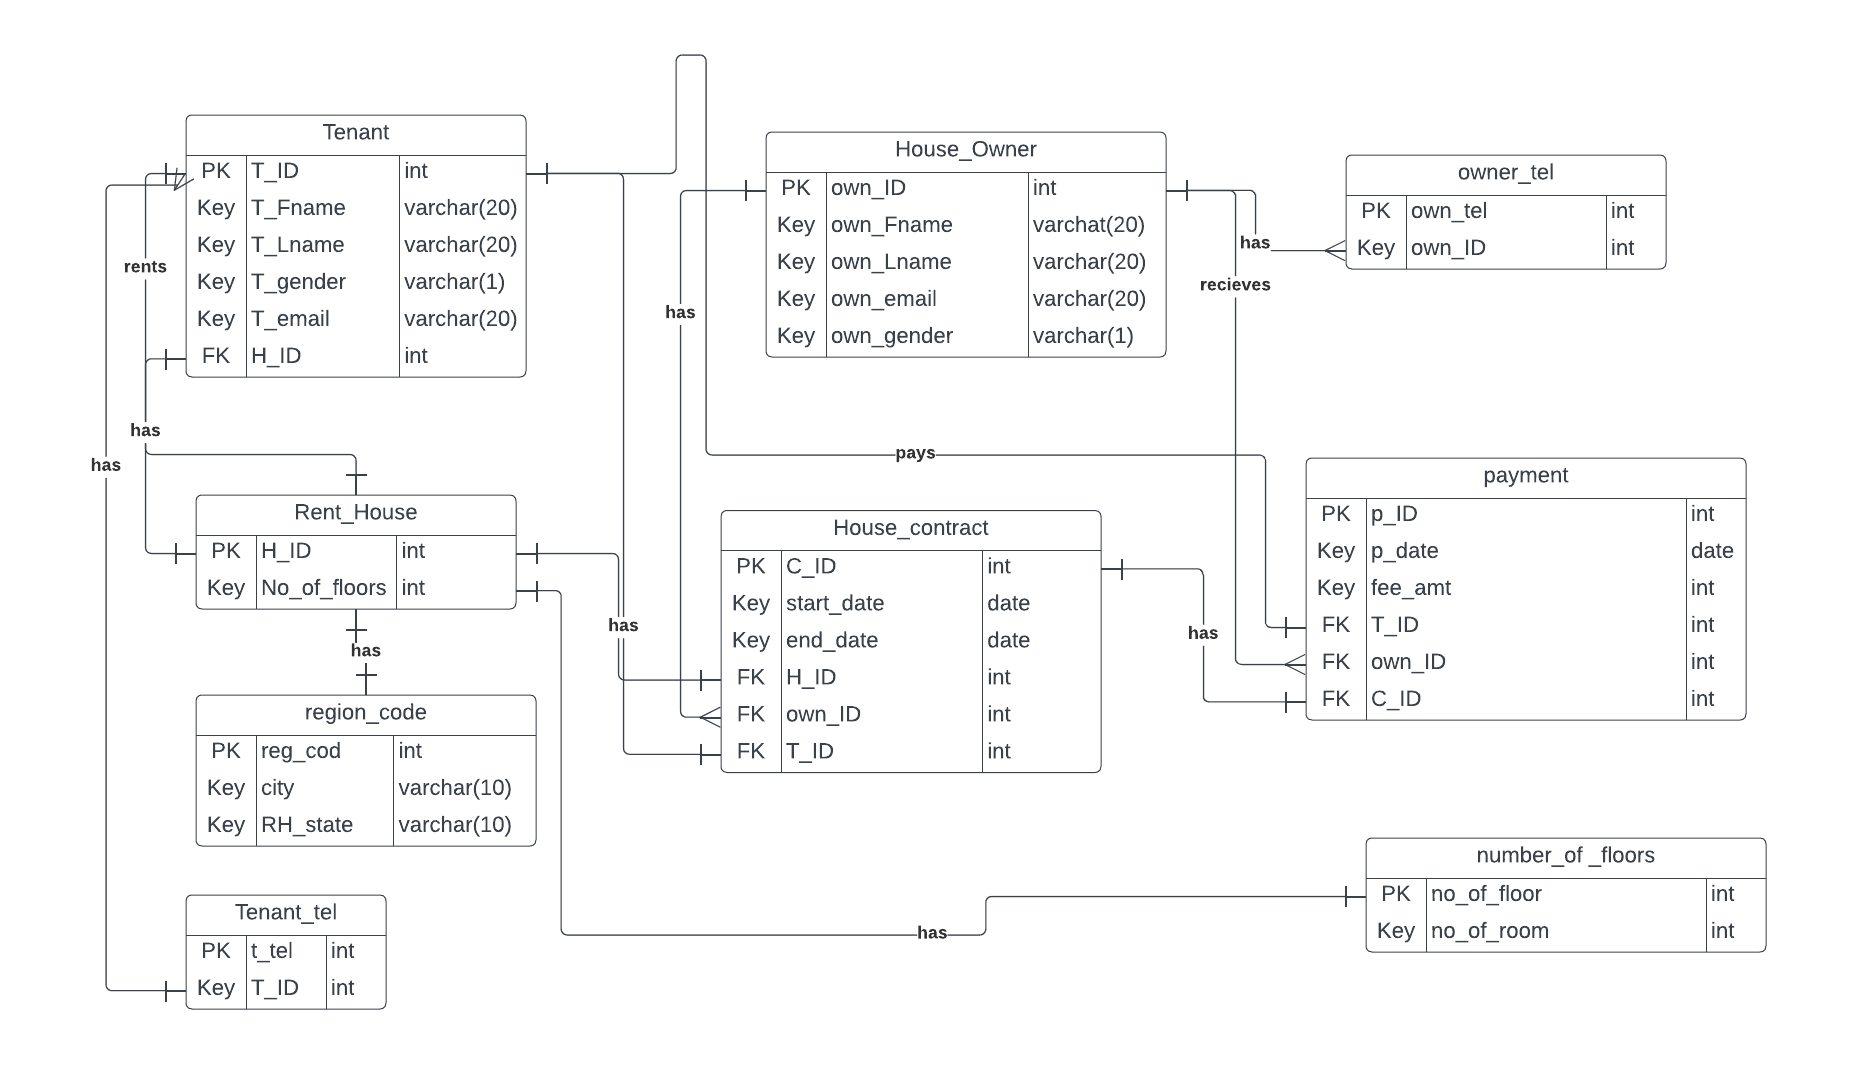 Tenant
PK T_ID int
Key T_Fname varchar(20)
Key T_Lname varchar(20)
Key T_gender varchar(1)
Key T_email varchar(20)
FK H_ID int
House_Owner
PK own_ID int
Key own_Fname varchat(20)
Key own_Lname varchar(20)
Key own_email varchar(20)
Key own_gender varchar(1)
owner_tel
PK own_tel int
Key own_ID int
rents
has
has
has
has
recieves
pays
Rent_House
PK H_ID int
Key No_of_floors int
has
has
House_contract
PK C_ID int
Key start_date date
Key end_date date
FK H_ID int
FK own_ID int
FK T_ID int
has
payment
PK p_ID int
Key p_date date
Key fee_amt int
FK T_ID int
FK own_ID int
FK C_ID int
region_code
PK reg_cod int
Key city varchar(10)
Key RH_state varchar(10)
Tenant_tel
PK t_tel int
Key T_ID int
has
number_of _floors
PK no_of_floor int
Key no_of_room int